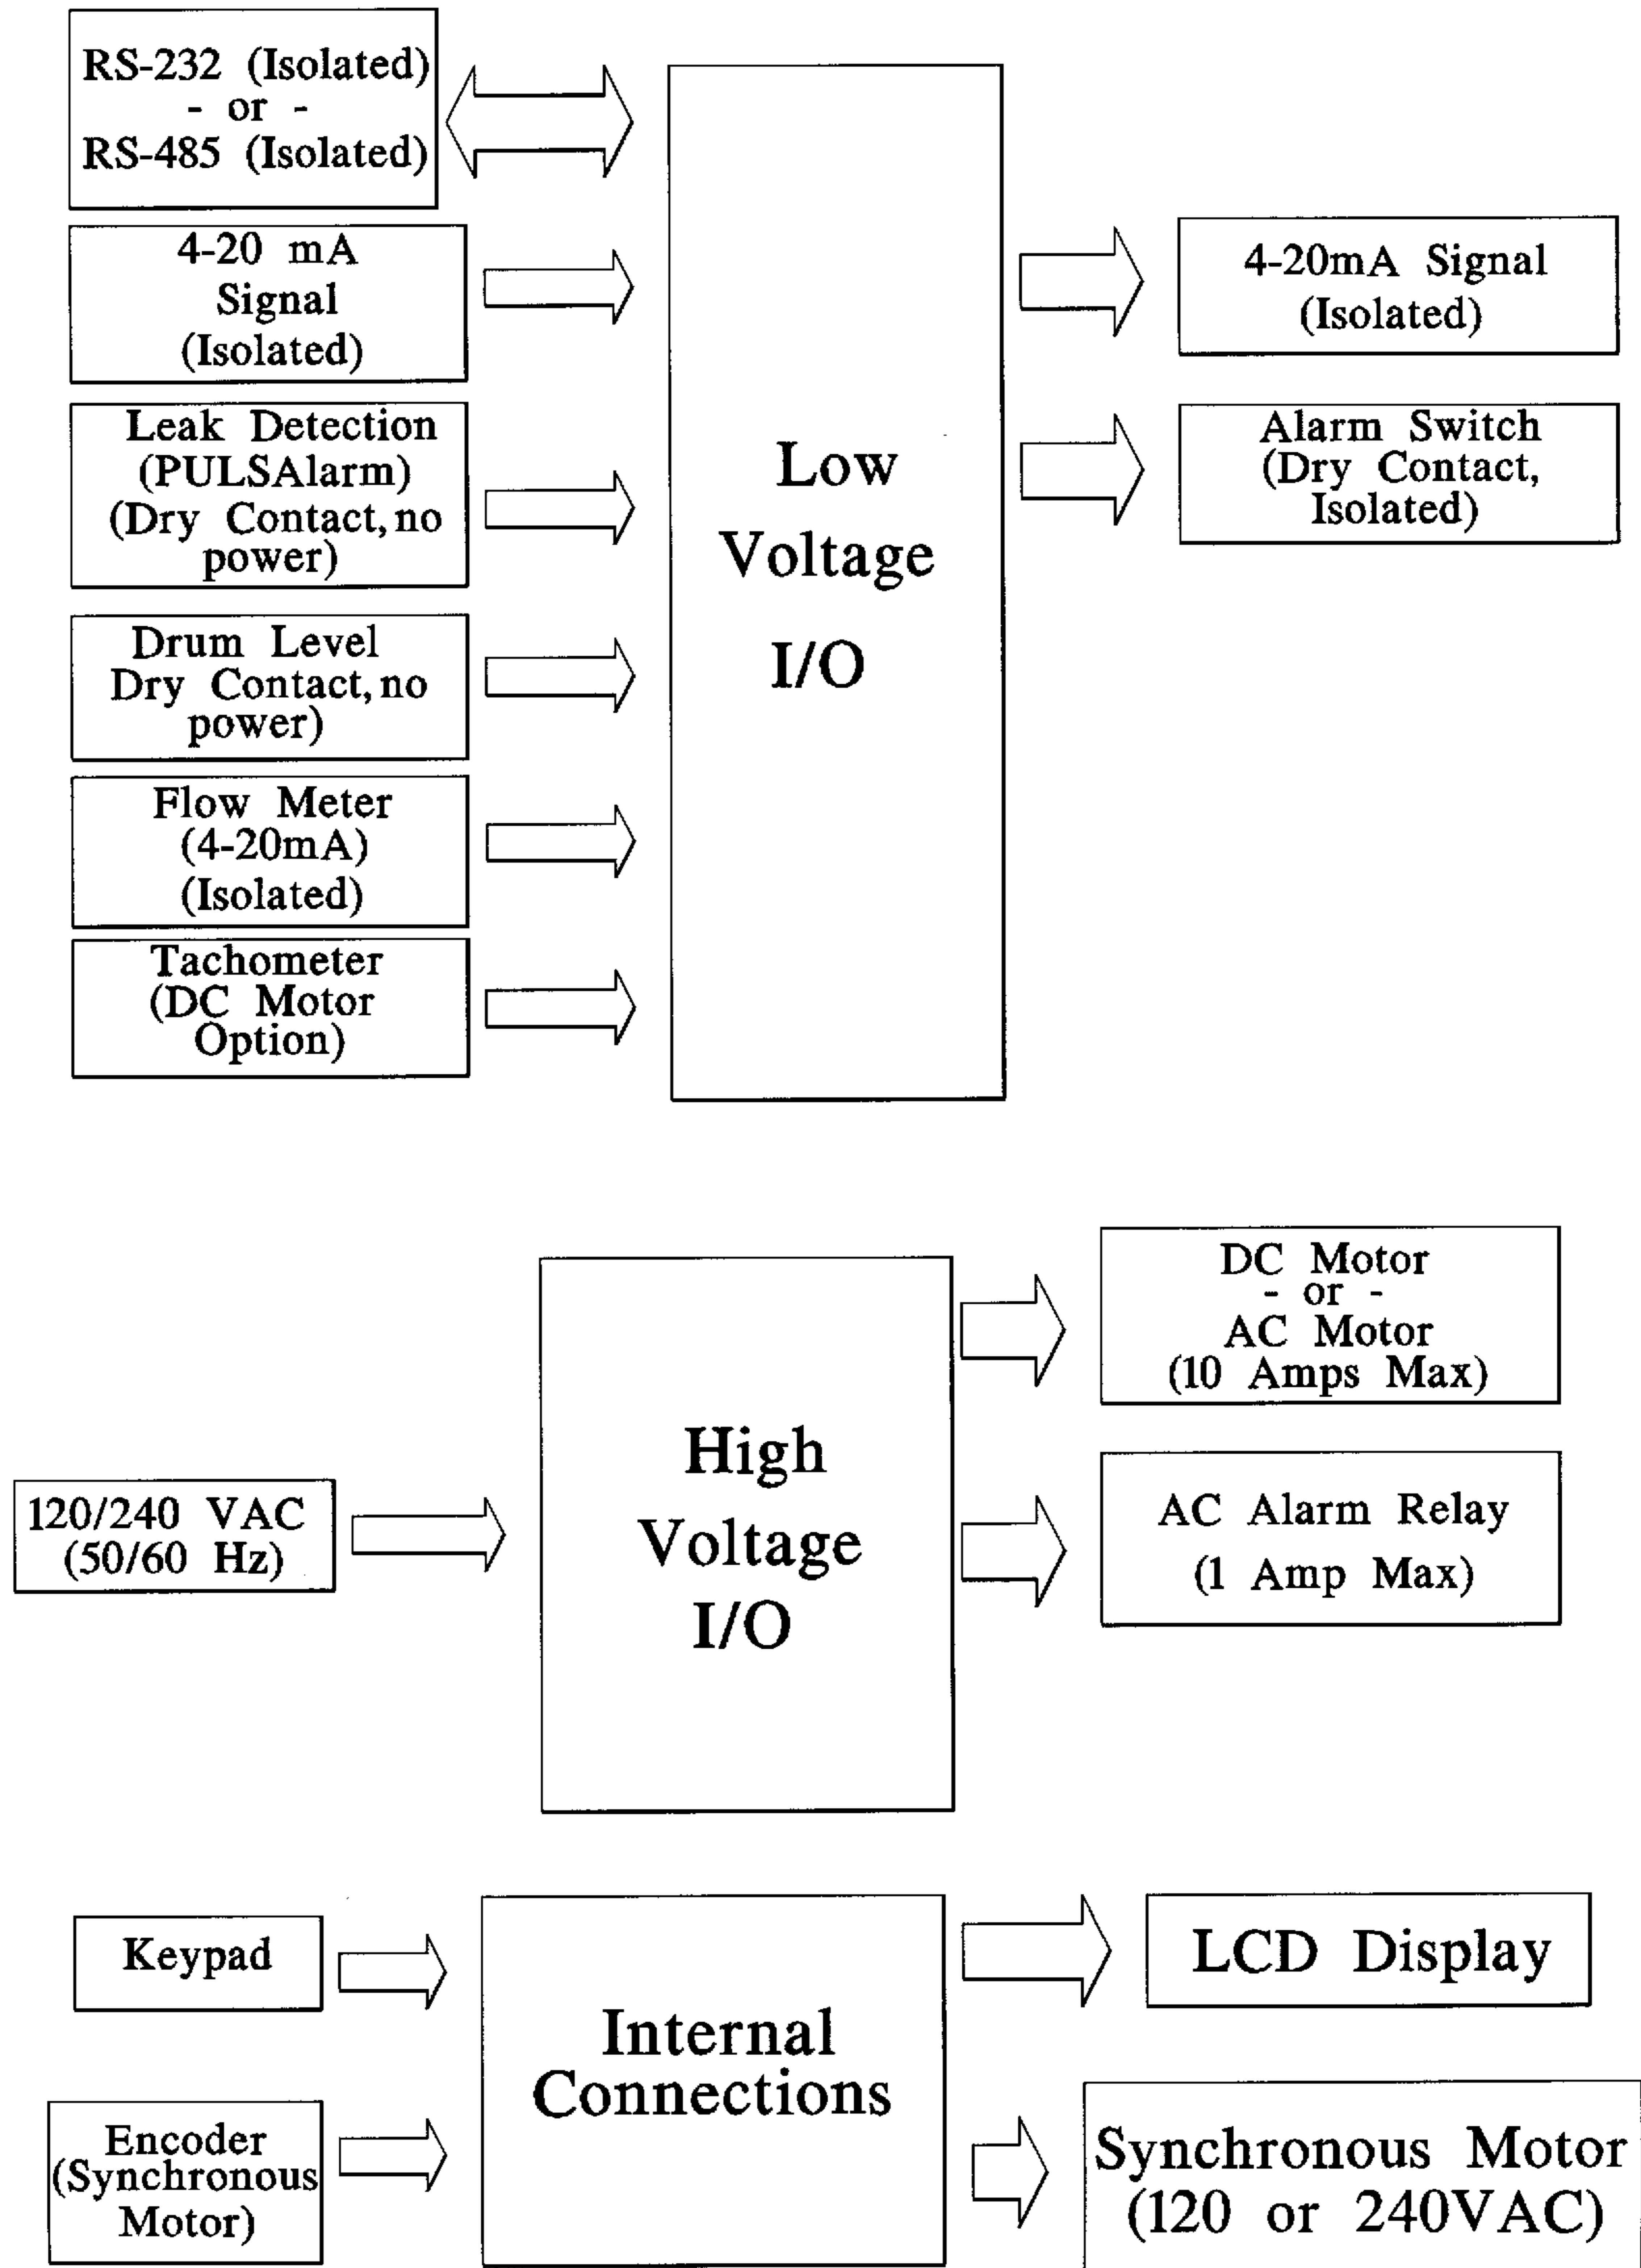 RS-232 (Isolated)
- or -
RS-485 (Isolated)
4-20 mA
Signal
(Isolated)
Leak Detection
(PULSAlarm)
(Dry Contact, no
power)
Drum Level
Dry Contact, no
power)
Flow Meter
(4-20mA)
(Isolated)
Tachometer
(DC Motor
Option)
Low
Voltage
I/O
4-20mA Signal
(Isolated)
Alarm Switch
(Dry Contact,
Isolated)
120/240 VAC
(50/60 Hz)
High
Voltage
I/O
DC Motor
- or -
AC Motor
(10 Amps Max)
AC Alarm Relay
(1 Amp Max)
Keypad
Encoder
(Synchronous
Motor)
Internal
Connections
LCD Display
Synchronous Motor
(120 or 240VAC)